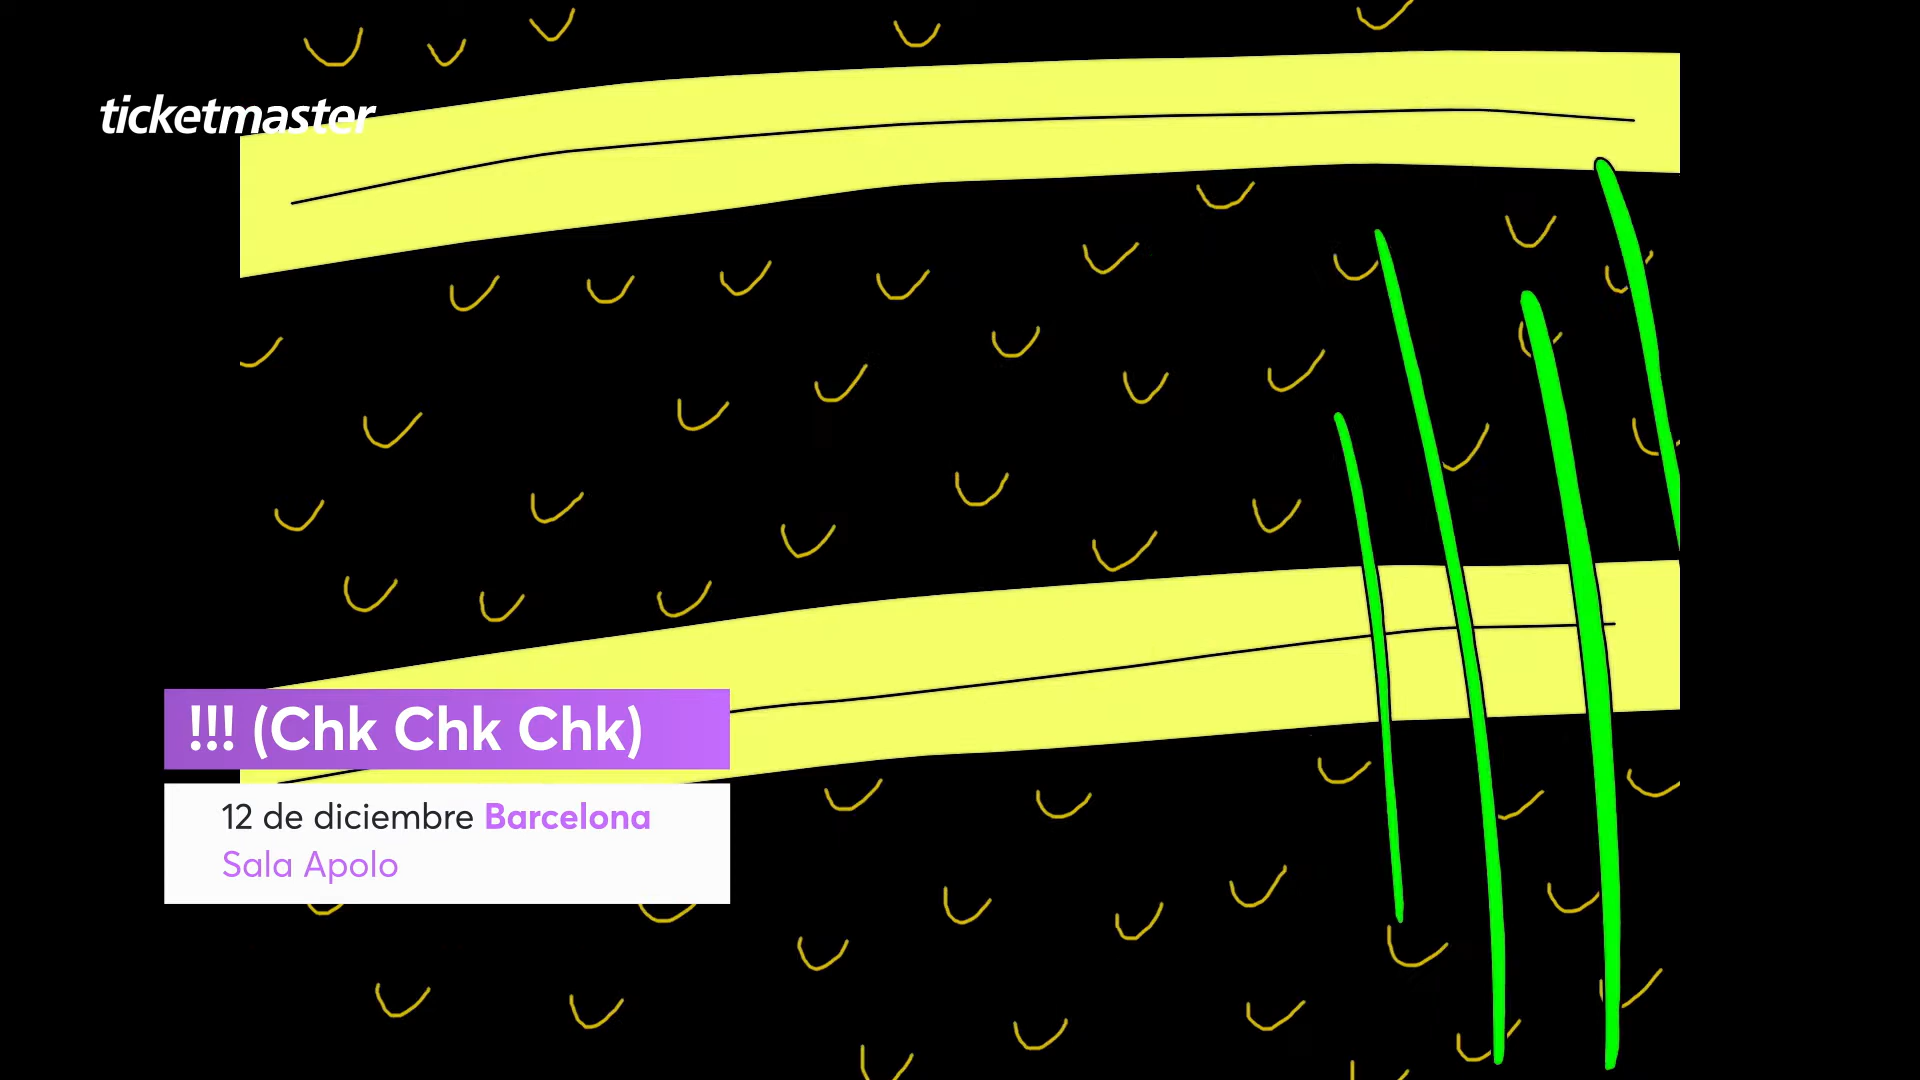 ticketmaster
!!! (Chk Chk Chk)
12 de diciembre Barcelona
Sala Apolo